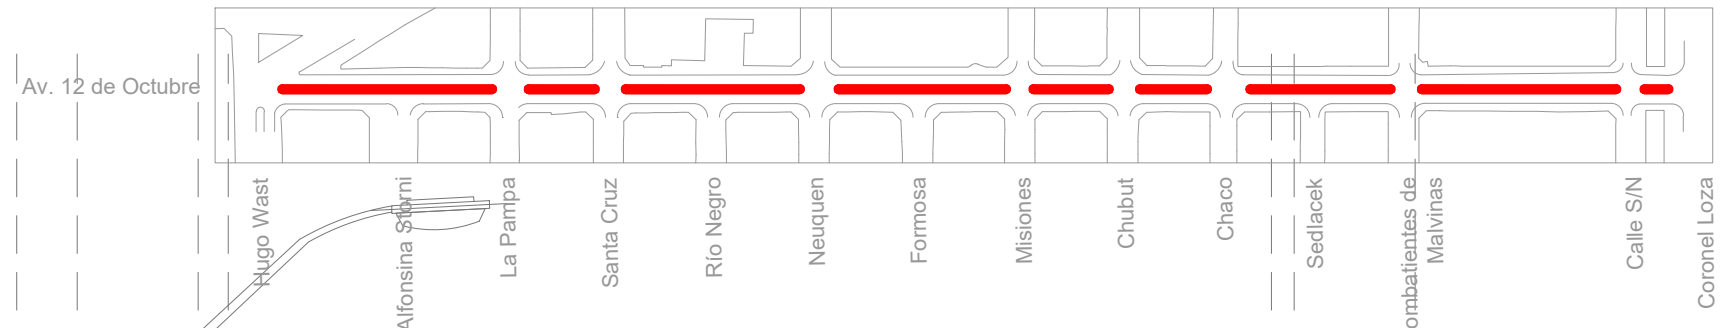 Av. 12 de Octubre
Hugo Wast
Alfonsina Storni
La Pampa
Santa Cruz
Río Negro
Neuquen
Formosa
Misiones
Chubut
Chaco
Sedlacek
ombatientes de
Malvinas
Calle S/N
Coronel Loza